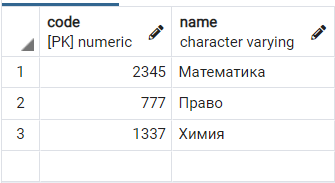 code name
[PK] numeric character varying
1 2345 Математика
2 777 Право
3 1337 Химия